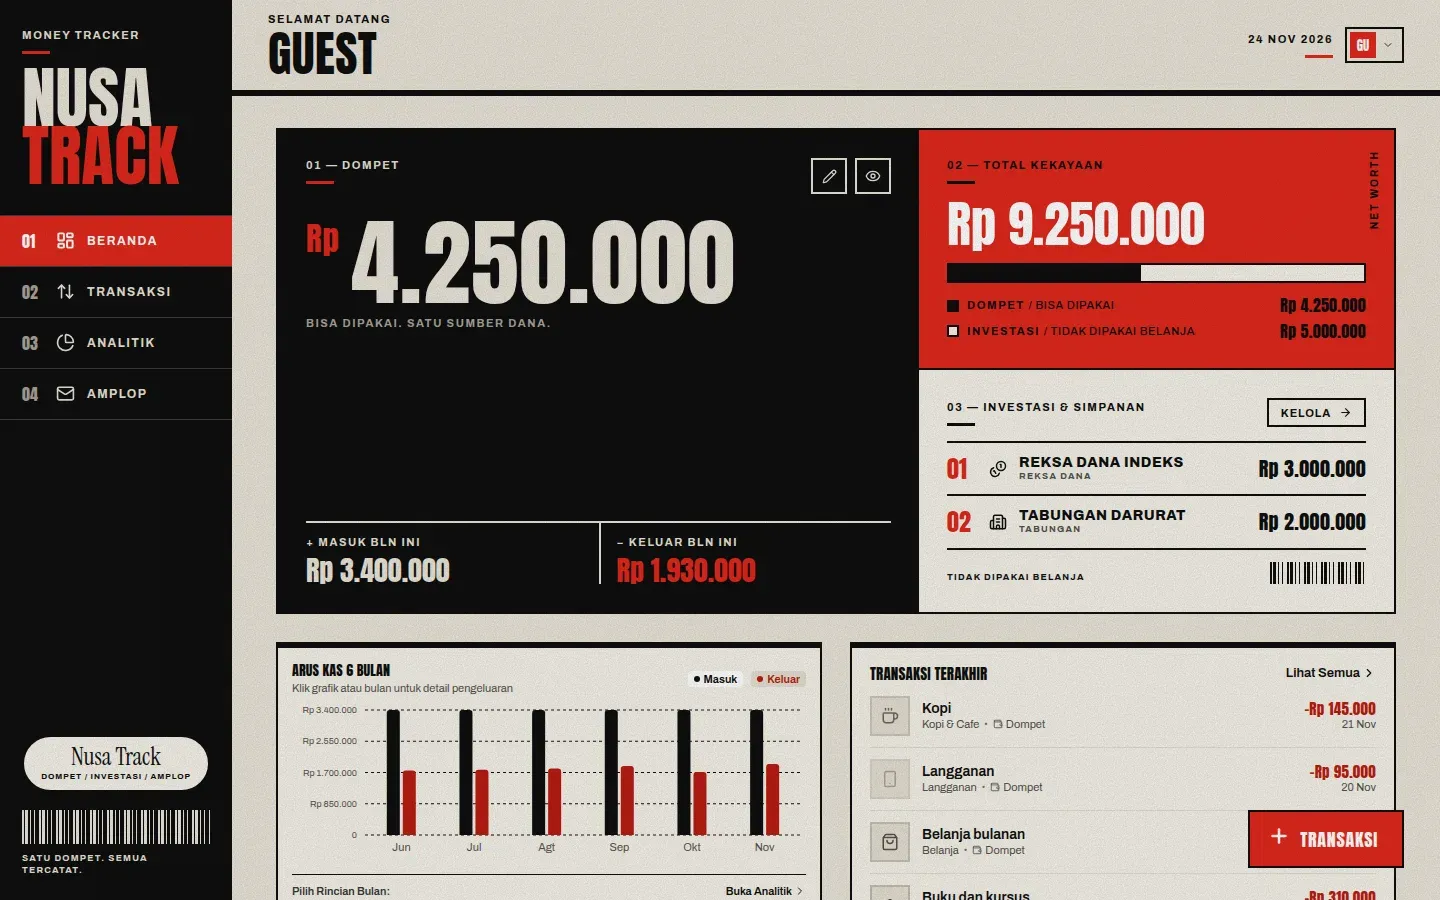 MONEY TRACKER
NUSA
TRACK
01 BERANDA
02 TRANSAKSI
03 ANALITIK
04 AMPLOP
Nusa Track
DOMPET / INVESTASI / AMPLOP
SATU DOMPET. SEMUA
TERCATAT.
SELAMAT DATANG
GUEST
24 NOV 2026
GU
01 — DOMPET
Rp 4.250.000
BISA DIPAKAI. SATU SUMBER DANA.
+ MASUK BLN INI
Rp 3.400.000
– KELUAR BLN INI
Rp 1.930.000
02 — TOTAL KEKAYAAN
NET WORTH
Rp 9.250.000
DOMPET / BISA DIPAKAI Rp 4.250.000
INVESTASI / TIDAK DIPAKAI BELANJA Rp 5.000.000
03 — INVESTASI & SIMPANAN
KELOLA →
01 REKSA DANA INDEKS Rp 3.000.000
REKSA DANA
02 TABUNGAN DARURAT Rp 2.000.000
TABUNGAN
TIDAK DIPAKAI BELANJA
ARUS KAS 6 BULAN
Klik grafik atau bulan untuk detail pengeluaran
Masuk Keluar
Rp 3.400.000
Rp 2.550.000
Rp 1.700.000
Rp 850.000
0
Jun Jul Agt Sep Okt Nov
Pilih Rincian Bulan:
Buka Analitik
TRANSAKSI TERAKHIR
Lihat Semua
Kopi -Rp 145.000
Kopi & Cafe • Dompet 21 Nov
Langganan -Rp 95.000
Langganan • Dompet 20 Nov
Belanja bulanan
Belanja • Dompet
+ TRANSAKSI
Buku dan kursus -Rp 310.000